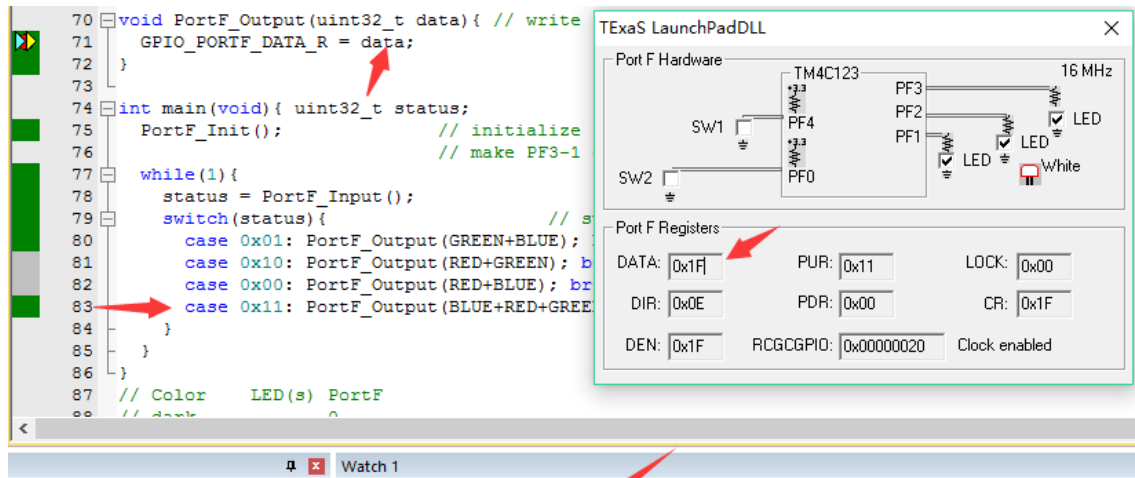 70 void PortF_Output(uint32_t data){ // write
71 GPIO_PORTF_DATA_R = data;
72 }
73
74 int main(void){ uint32_t status;
75 PortF_Init(); // initialize
76 // make PF3-1
77 while(1){
78 status = PortF_Input();
79 switch(status){ // s
80 case 0x01: PortF_Output(GREEN+BLUE);
81 case 0x10: PortF_Output(RED+GREEN); b
82 case 0x00: PortF_Output(RED+BLUE); br
83 case 0x11: PortF_Output(BLUE+RED+GREE
84 }
85 }
86 }
87 // Color LED(s) PortF
88 // dark 0
TExaS LaunchPadDLL
Port F Hardware
TM4C123
16 MHz
+3.3
PF3
PF2
LED
SW1
PF4
PF1
LED
+3.3
LED
White
SW2
PF0
Port F Registers
DATA: 0x1F PUR: 0x11 LOCK: 0x00
DIR: 0x0E PDR: 0x00 CR: 0x1F
DEN: 0x1F RCGCGPIO: 0x00000020 Clock enabled
Watch 1